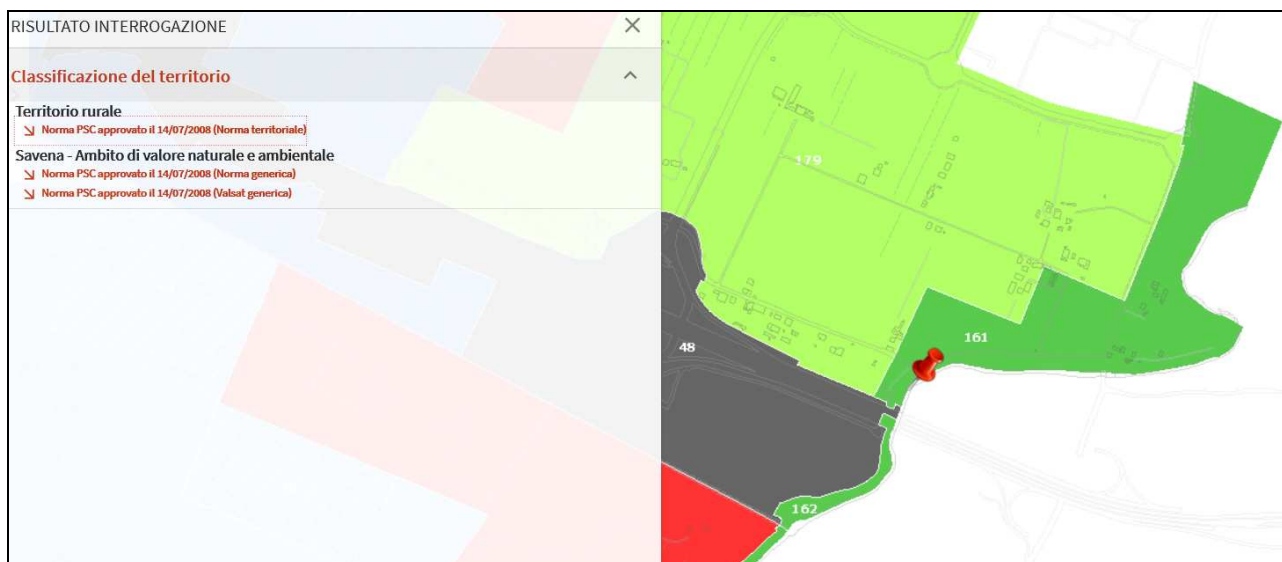 RISULTATO INTERROGAZIONE
Classificazione del territorio
Territorio rurale
Norma PSC approvato il 14/07/2008 (Norma territoriale)
Savena - Ambito di valore naturale e ambientale
Norma PSC approvato il 14/07/2008 (Norma generica)
Norma PSC approvato il 14/07/2008 (Valsat generica)
179
161
48
162